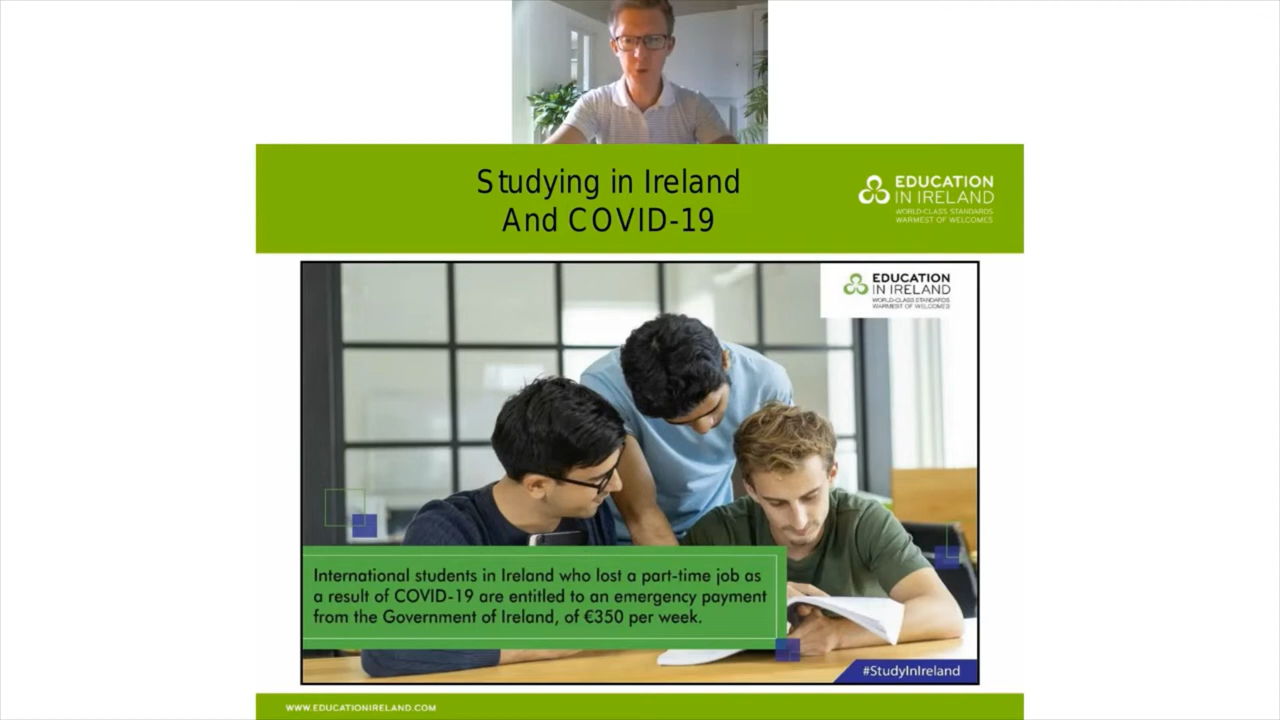 Studying in Ireland
And COVID-19
EDUCATION
IN IRELAND
WORLD-CLASS STANDARDS
WARMEST OF WELCOMES
EDUCATION
IN IRELAND
WORLD-CLASS STANDARDS
WARMEST OF WELCOMES
International students in Ireland who lost a part-time job as
a result of COVID-19 are entitled to an emergency payment
from the Government of Ireland, of €350 per week.
#StudyInIreland
WWW.EDUCATIONIRELAND.COM